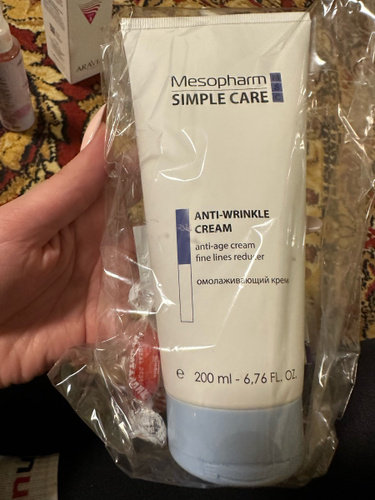 ARAVIA
Mesopharm
SIMPLE CARE
ANTI-WRINKLE
CREAM
anti-age cream
fine lines reducer
омолаживающий крем
e 200 ml - 6,76 FL. OZ.